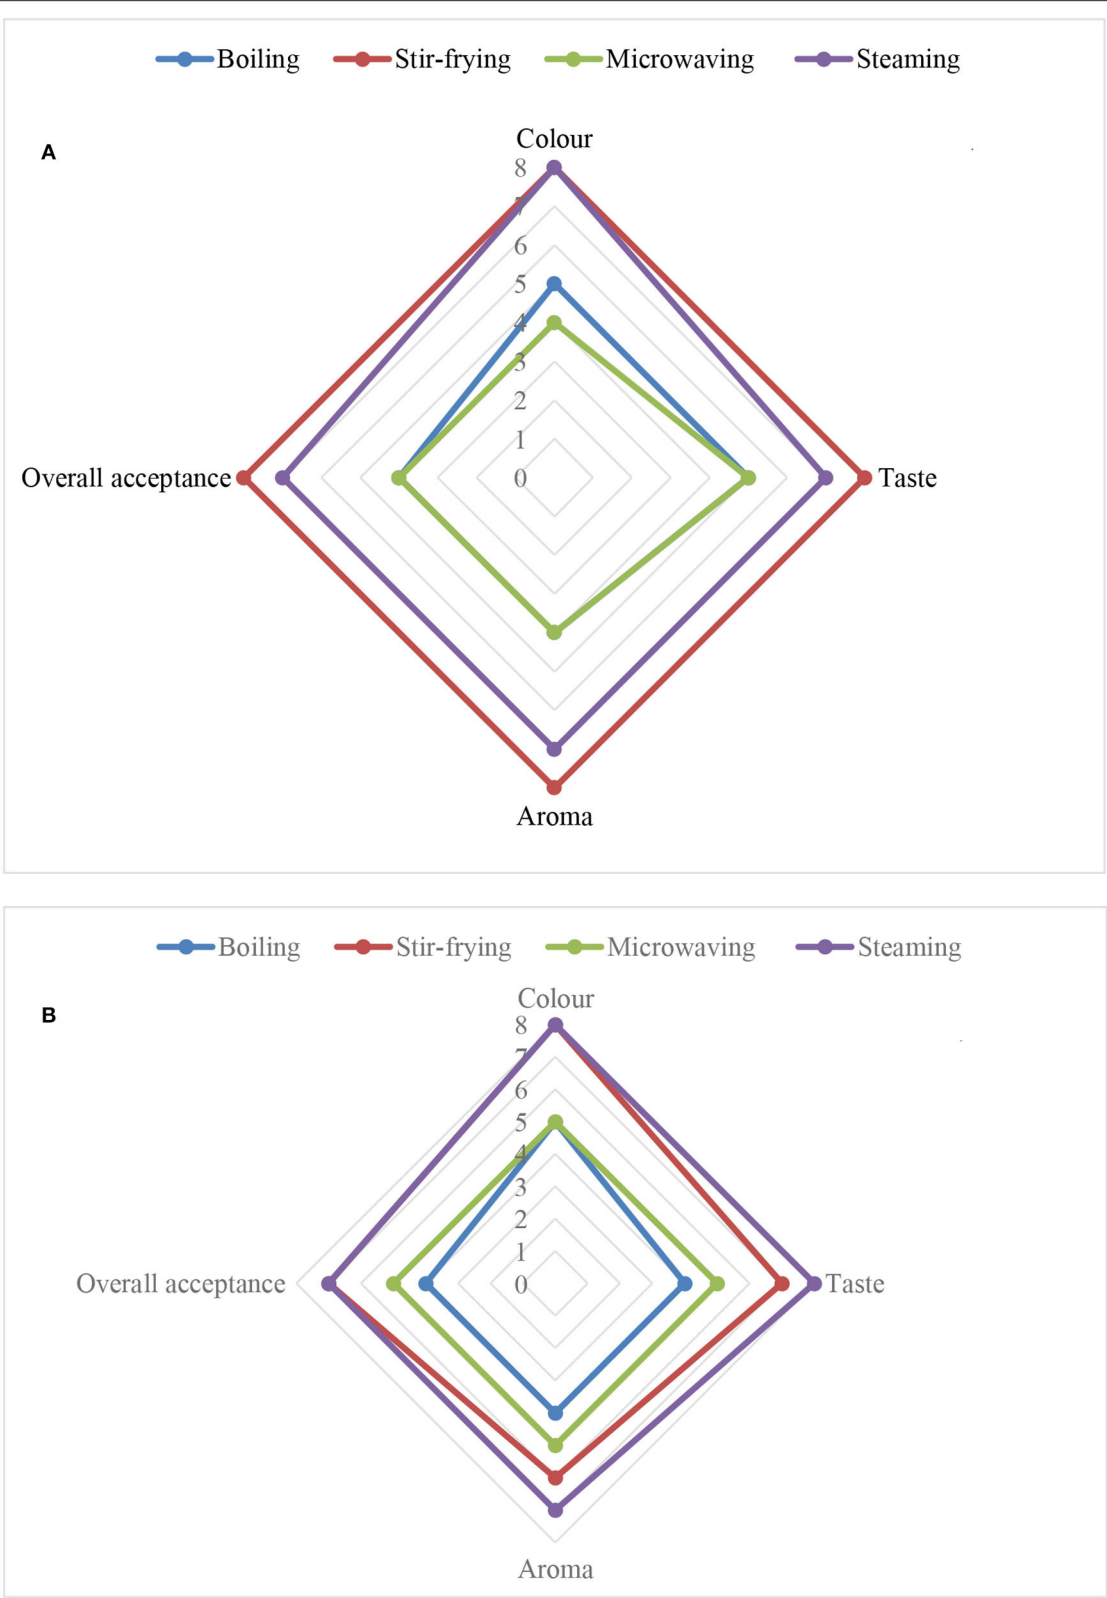 Boiling Stir-frying Microwaving Steaming
A
Colour
8
7
6
5
4
3
2
1
0
Overall acceptance
Taste
Aroma
Boiling Stir-frying Microwaving Steaming
B
Colour
8
7
6
5
4
3
2
1
0
Overall acceptance
Taste
Aroma